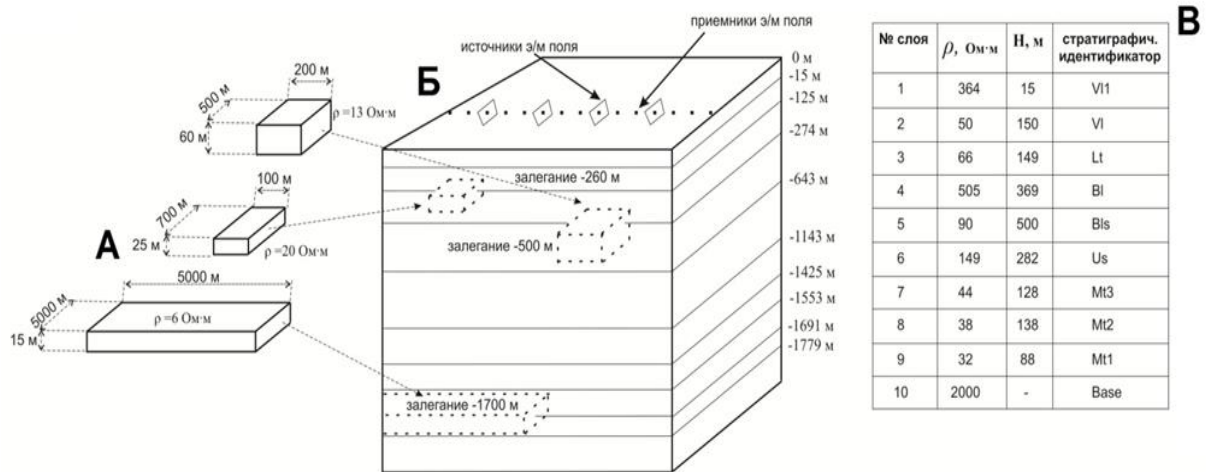 200 м
500 м
60 м
ρ =13 Ом·м
100 м
700 м
25 м
ρ =20 Ом·м
А
5000 м
5000 м
15 м
ρ =6 Ом·м
Б
источники э/м поля
приемники э/м поля
залегание -260 м
залегание -500 м
залегание -1700 м
0 м
-15 м
-125 м
-274 м
-643 м
-1143 м
-1425 м
-1553 м
-1691 м
-1779 м
В
№ слоя ρ, Ом·м Н, м стратиграфич. идентификатор
1 364 15 Vl1
2 50 150 Vl
3 66 149 Lt
4 505 369 Bl
5 90 500 Bls
6 149 282 Us
7 44 128 Mt3
8 38 138 Mt2
9 32 88 Mt1
10 2000 - Base